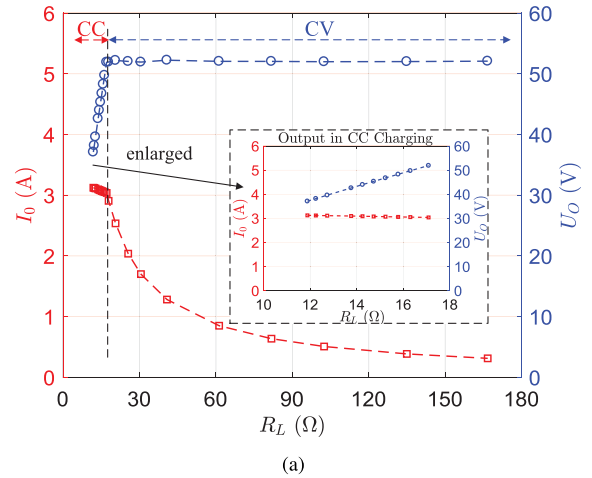 CC CV
6 60
5 50
4 40
3 30
2 20
1 10
0 0
I0 (A)
UO (V)
enlarged
Output in CC Charging
6 60
5 50
4 40
3 30
2 20
1 10
0 0
I0 (A)
UO (V)
10 12 14 16 18
RL (Ω)
0 30 60 90 120 150 180
RL (Ω)
(a)